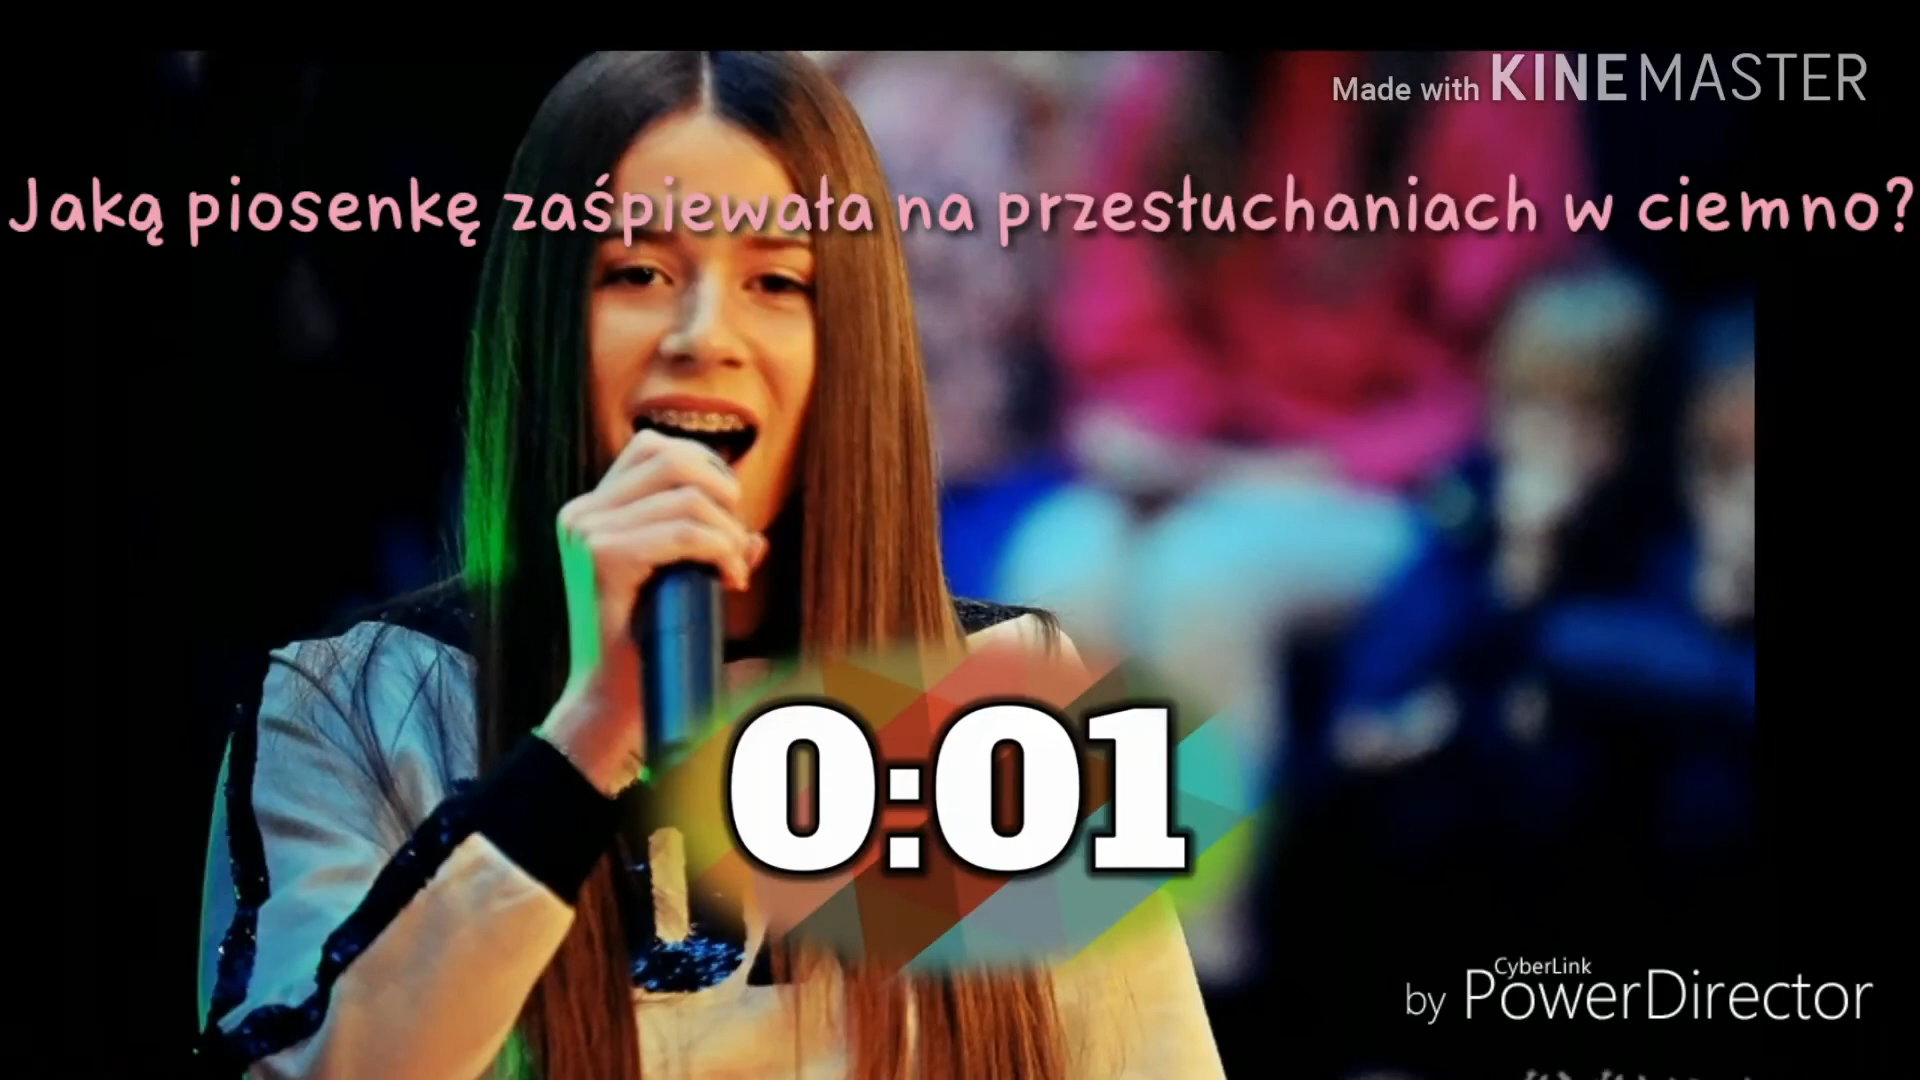 Made with KINEMASTER
Jaką piosenkę zaśpiewała na przesłuchaniach w ciemno?
0:01
CyberLink
by PowerDirector